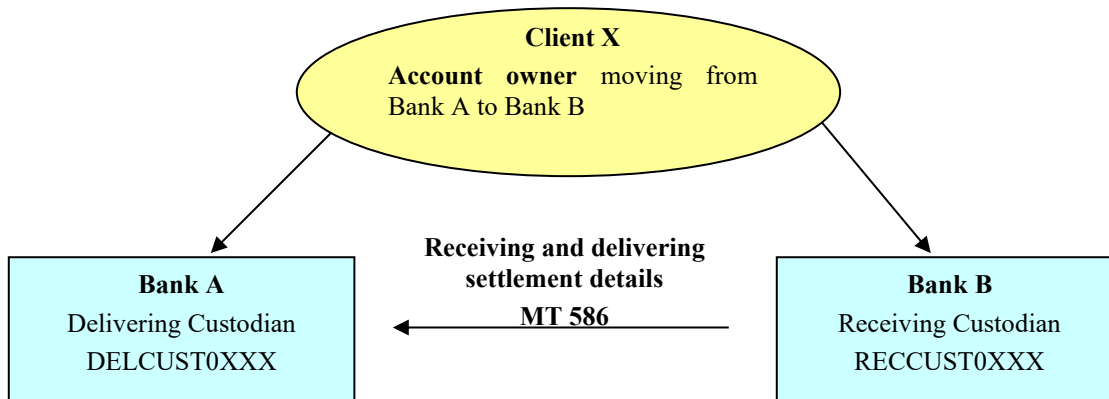 Client X
Account owner moving from
Bank A to Bank B
Receiving and delivering
settlement details
MT 586
Bank A
Delivering Custodian
DELCUST0XXX
Bank B
Receiving Custodian
RECCUST0XXX